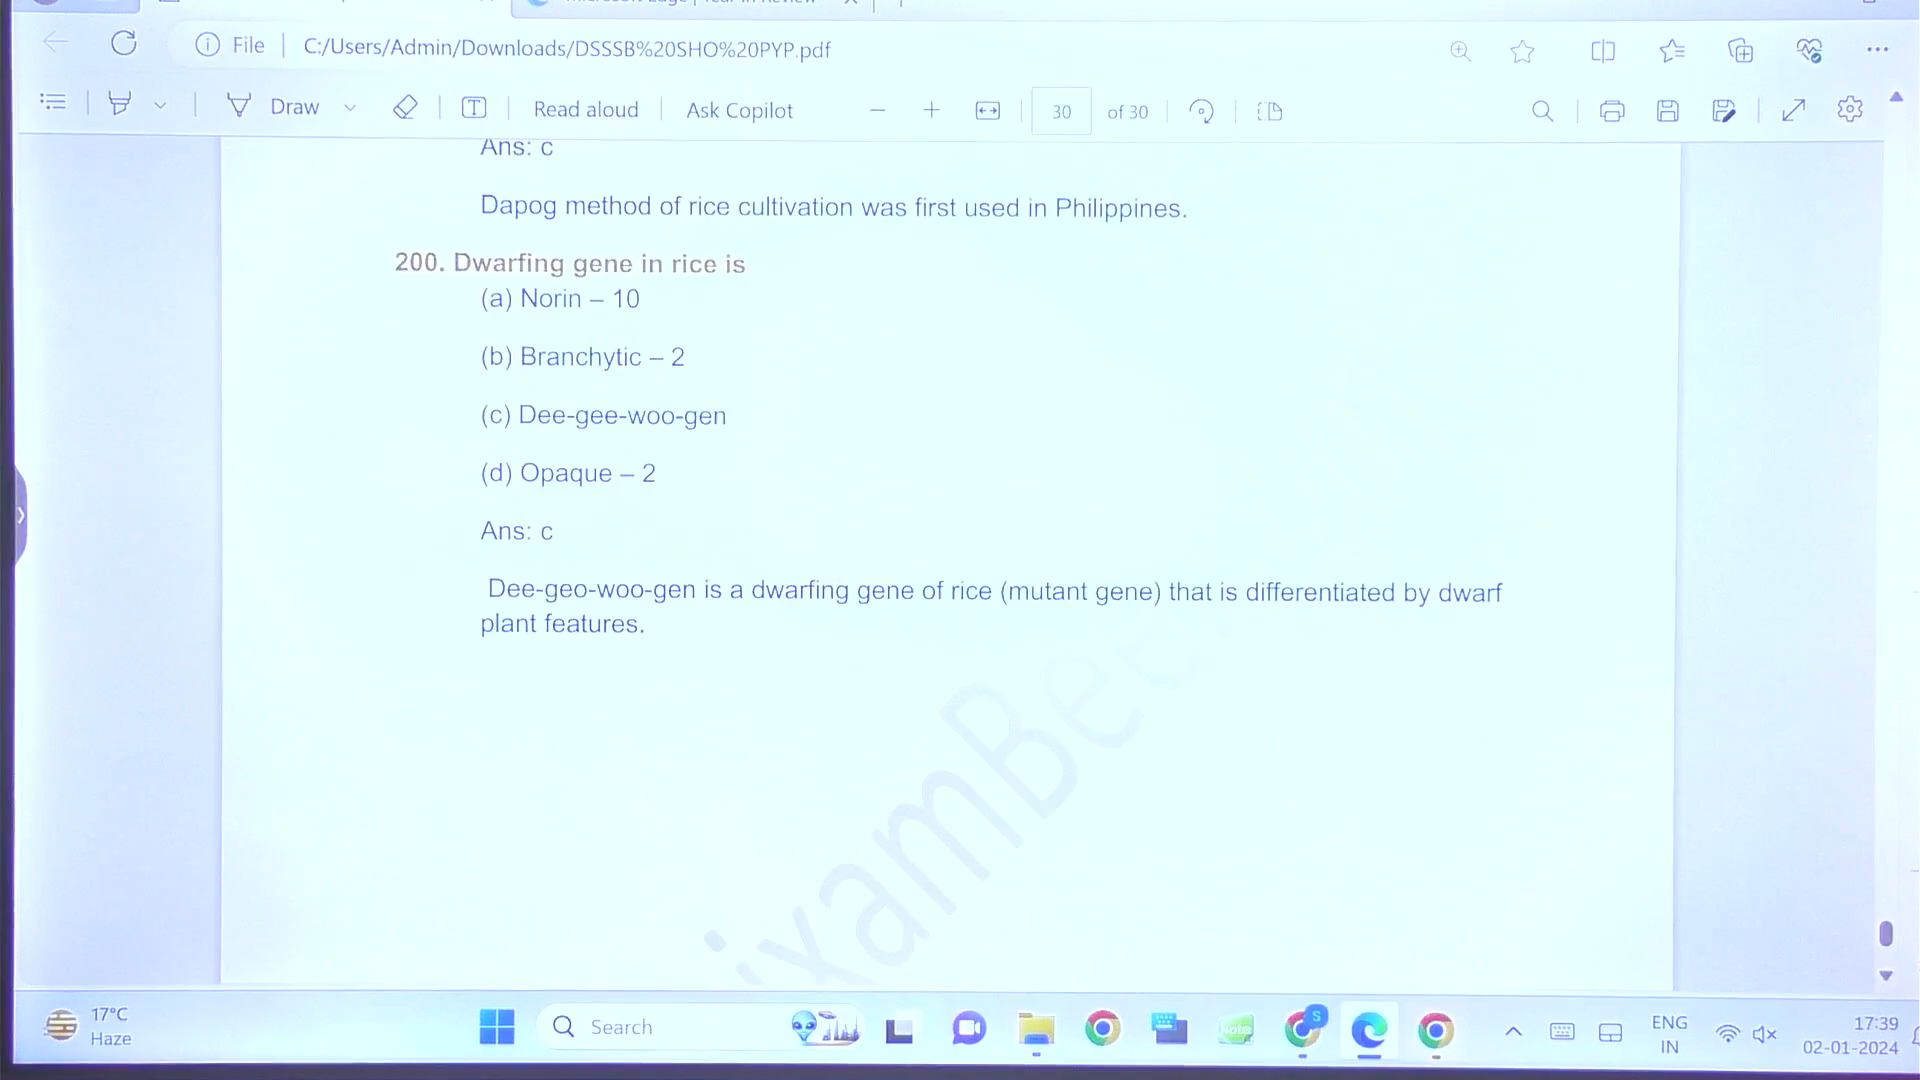 File
C:/Users/Admin/Downloads/DSSSB%20SHO%20PYP.pdf
Draw
T
Read aloud
Ask Copilot
30
of 30
Ans: c
Dapog method of rice cultivation was first used in Philippines.
200. Dwarfing gene in rice is
(a) Norin – 10
(b) Branchytic – 2
(c) Dee-gee-woo-gen
(d) Opaque – 2
Ans: c
Dee-geo-woo-gen is a dwarfing gene of rice (mutant gene) that is differentiated by dwarf
plant features.
ixamBee
17°C
Haze
Search
Note
S
ENG
IN
17:39
02-01-2024